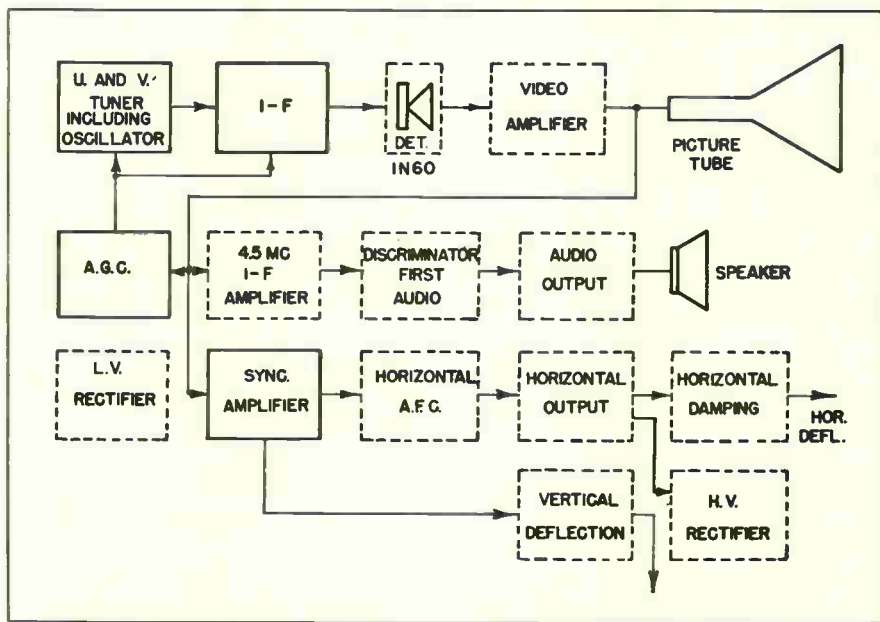 U. AND V.
TUNER
INCLUDING
OSCILLATOR
I-F
DET.
IN60
VIDEO
AMPLIFIER
PICTURE
TUBE
A.G.C.
4.5 MC
I-F
AMPLIFIER
DISCRIMINATOR
FIRST
AUDIO
AUDIO
OUTPUT
SPEAKER
L.V.
RECTIFIER
SYNC.
AMPLIFIER
HORIZONTAL
A.F.C.
HORIZONTAL
OUTPUT
HORIZONTAL
DAMPING
HOR.
DEFL.
VERTICAL
DEFLECTION
H.V.
RECTIFIER